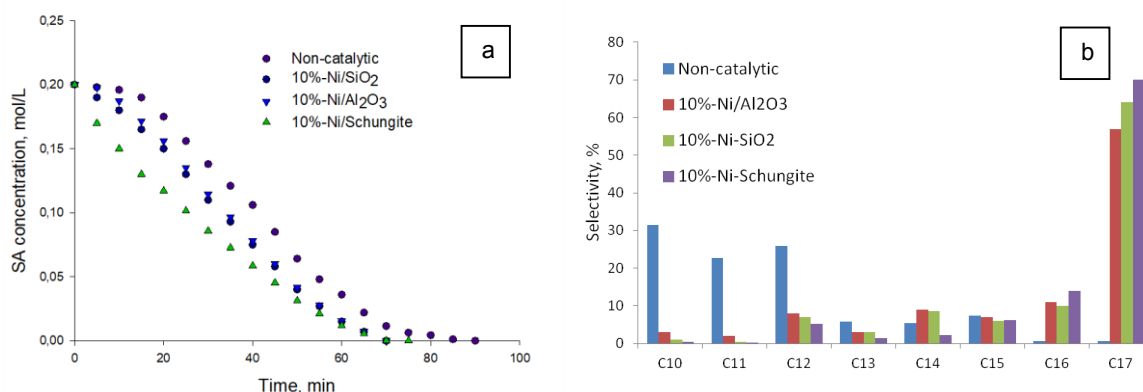 a
0,25
0,20
0,15
0,10
0,05
0,00
SA concentration, mol/L
Non-catalytic
10%-Ni/SiO₂
10%-Ni/Al₂O₃
10%-Ni/Schungite
0 20 40 60 80 100
Time, min
b
80
70
60
50
40
30
20
10
0
Selectivity, %
Non-catalytic
10%-Ni/Al2O3
10%-Ni-SiO2
10%-Ni-Schungite
C10 C11 C12 C13 C14 C15 C16 C17